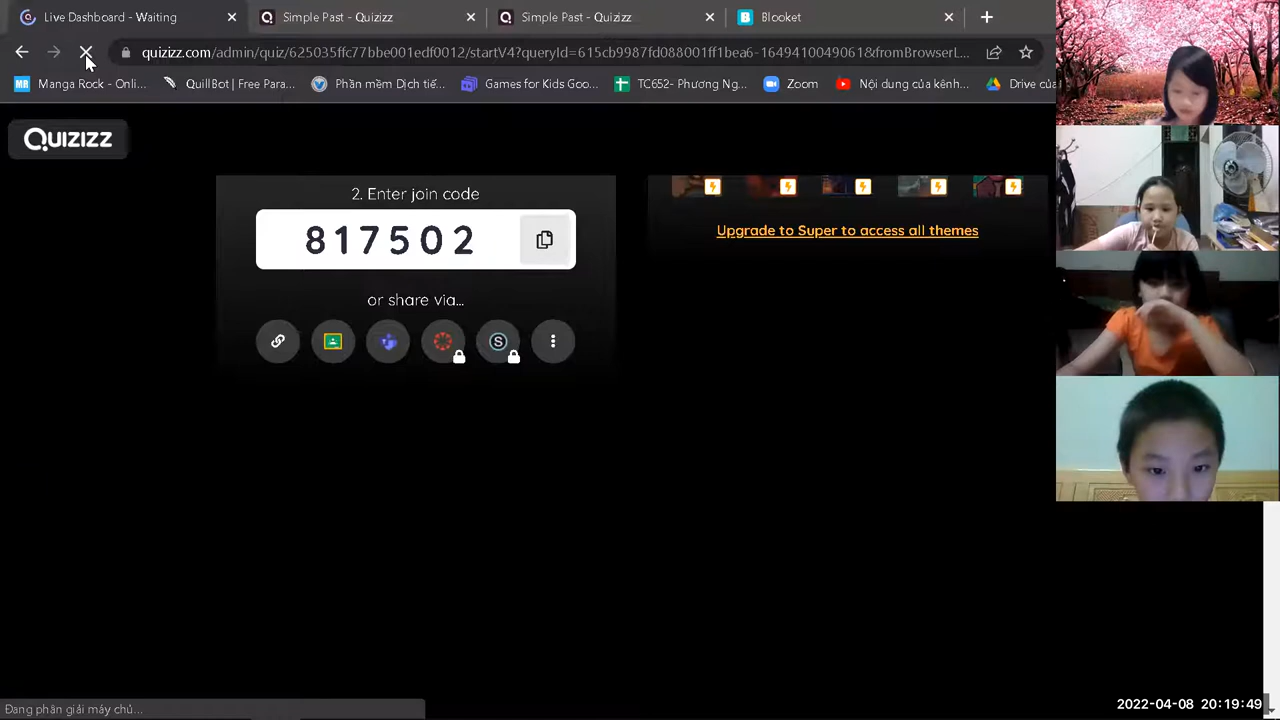 Live Dashboard - Waiting
Simple Past - Quizizz
Simple Past - Quizizz
B Blooket
quizizz.com/admin/quiz/625035ffc77bbe001edf0012/startV4?queryId=615cb9987fd088001ff1bea6-1649410049061&fromBrowserL...
MR Manga Rock - Onli...
QuillBot | Free Para...
Phần mềm Dịch tiế...
Games for Kids Goo...
TC652- Phương Ng...
Zoom
Nội dung của kênh...
Drive của
QUIZIZZ
2. Enter join code
817502
or share via...
S
Upgrade to Super to access all themes
Đang phân giải máy chủ...
2022-04-08 20:19:49